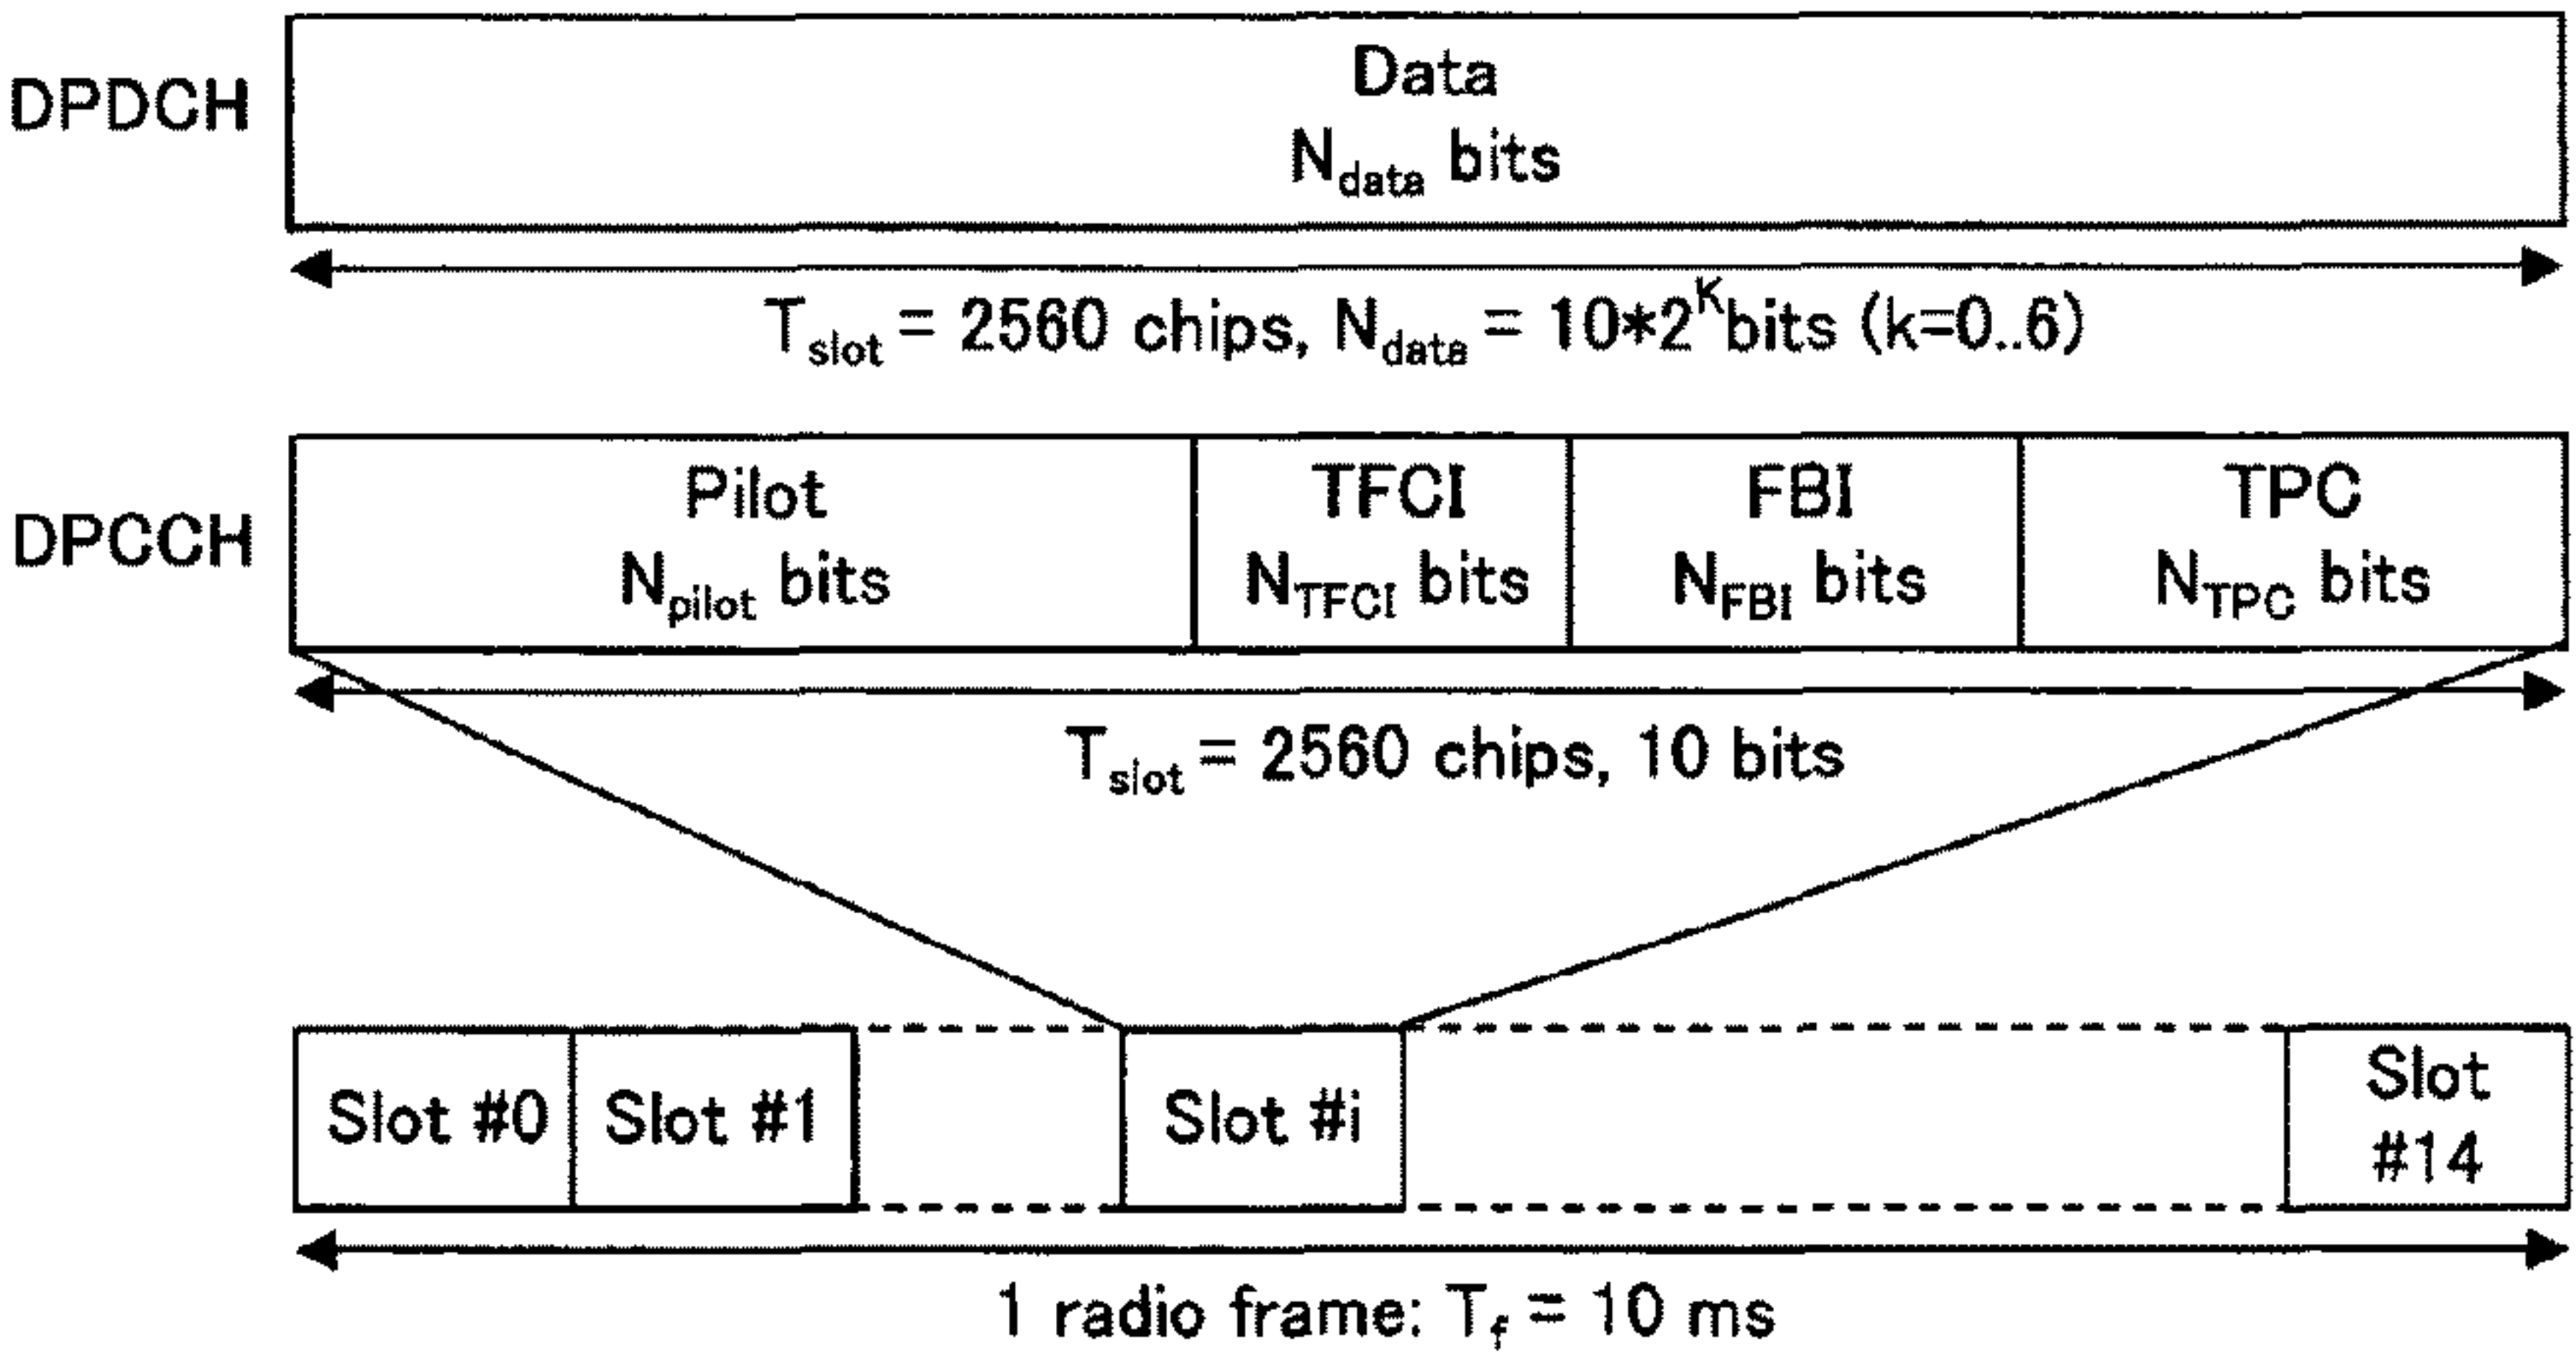 DPDCH
Data
N_data bits
T_slot = 2560 chips, N_data = 10*2^K bits (k=0..6)
DPCCH
Pilot
N_pilot bits
TFCI
N_TFCI bits
FBI
N_FBI bits
TPC
N_TPC bits
T_slot = 2560 chips, 10 bits
Slot #0
Slot #1
Slot #i
Slot
#14
1 radio frame: T_f = 10 ms